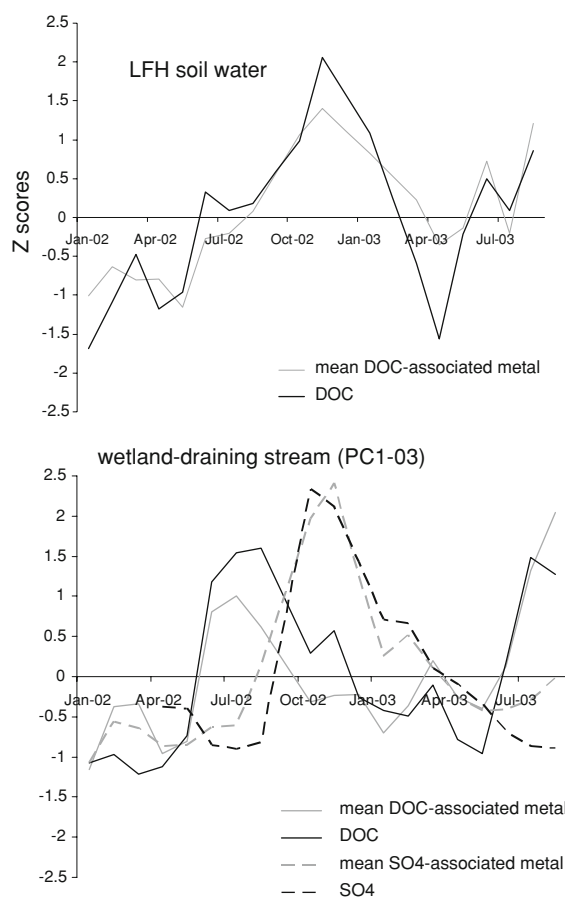 2.5
LFH soil water
2
1.5
1
0.5
0
Jan-02 Apr-02 Jul-02 Oct-02 Jan-03 Apr-03 Jul-03
-0.5
-1
-1.5
-2
-2.5
Z scores
mean DOC-associated metal
DOC
wetland-draining stream (PC1-03)
2.5
2
1.5
1
0.5
0
Jan-02 Apr-02 Jul-02 Oct-02 Jan-03 Apr-03 Jul-03
-0.5
-1
-1.5
-2
-2.5
mean DOC-associated metal
DOC
mean SO4-associated metal
SO4